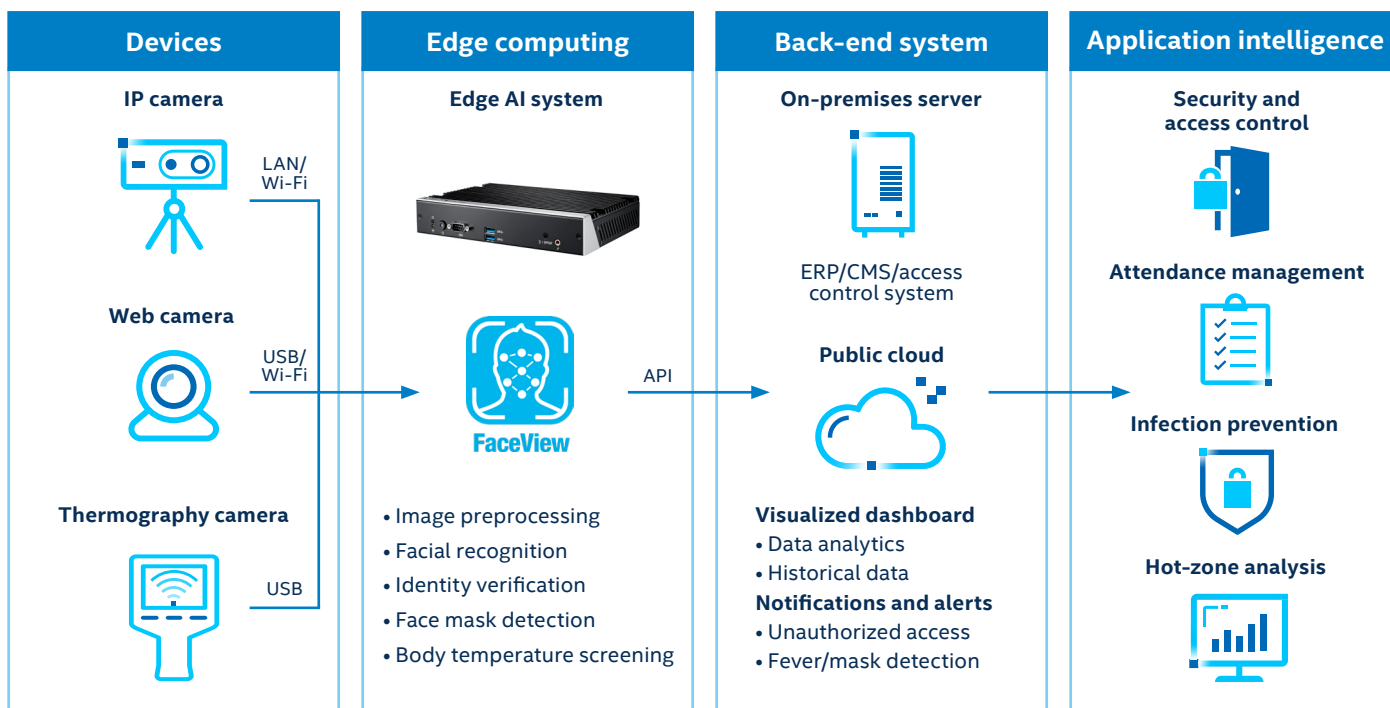 Devices
IP camera
LAN/
Wi-Fi
Web camera
USB/
Wi-Fi
Thermography camera
USB
Edge computing
Edge AI system
FaceView
• Image preprocessing
• Facial recognition
• Identity verification
• Face mask detection
• Body temperature screening
API
Back-end system
On-premises server
ERP/CMS/access
control system
Public cloud
Visualized dashboard
• Data analytics
• Historical data
Notifications and alerts
• Unauthorized access
• Fever/mask detection
Application intelligence
Security and
access control
Attendance management
Infection prevention
Hot-zone analysis